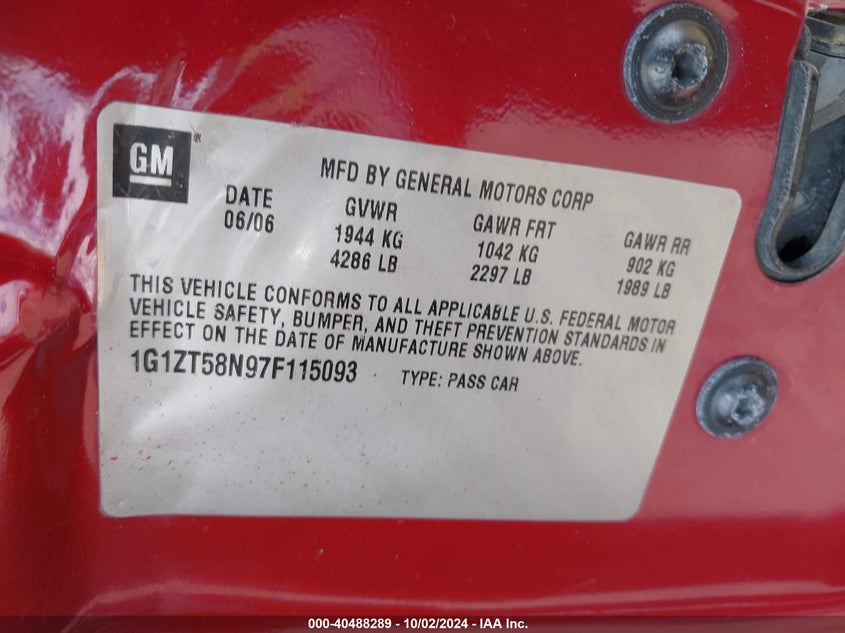 GM®
MFD BY GENERAL MOTORS CORP
DATE GVWR GAWR FRT GAWR RR
06/06 1944 KG 1042 KG 902 KG
4286 LB 2297 LB 1989 LB
THIS VEHICLE CONFORMS TO ALL APPLICABLE U.S. FEDERAL MOTOR
VEHICLE SAFETY, BUMPER, AND THEFT PREVENTION STANDARDS IN
EFFECT ON THE DATE OF MANUFACTURE SHOWN ABOVE.
1G1ZT58N97F115093 TYPE: PASS CAR
000-40488289 - 10/02/2024 - IAA Inc.